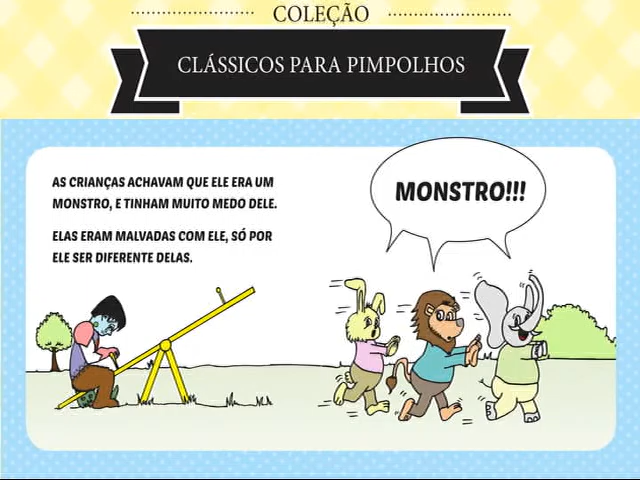 COLEÇÃO
CLÁSSICOS PARA PIMPOLHOS
AS CRIANÇAS ACHAVAM QUE ELE ERA UM
MONSTRO, E TINHAM MUITO MEDO DELE.
ELAS ERAM MALVADAS COM ELE, SÓ POR
ELE SER DIFERENTE DELAS.
MONSTRO!!!